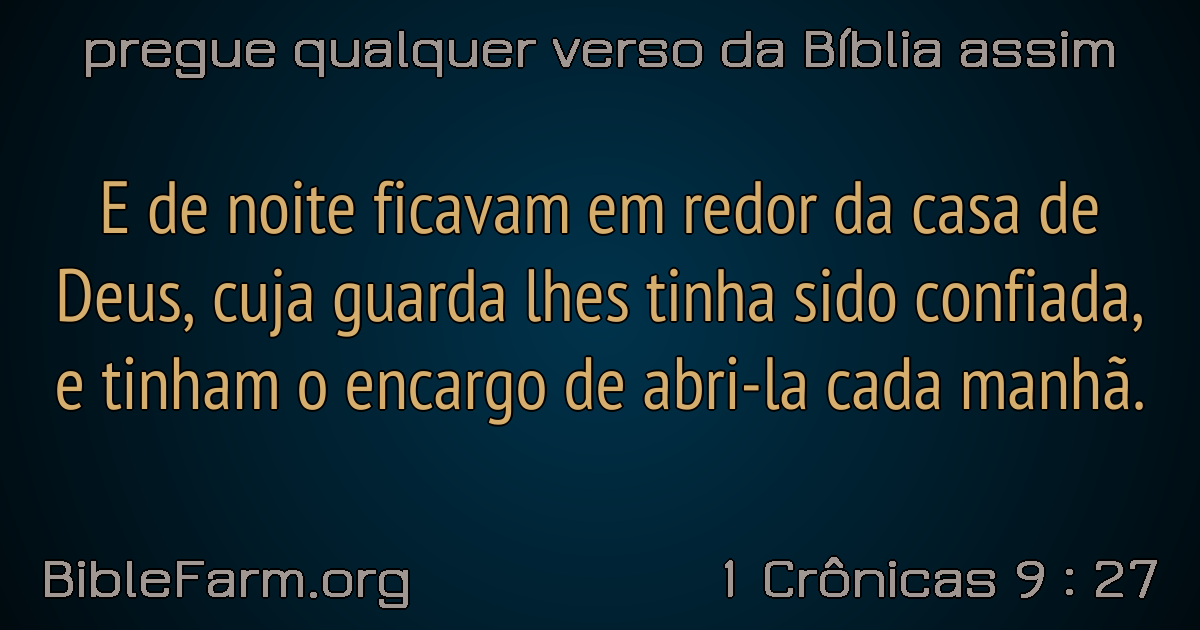 pregue qualquer verso da Bíblia assim
E de noite ficavam em redor da casa de
Deus, cuja guarda lhes tinha sido confiada,
e tinham o encargo de abri-la cada manhã.
BibleFarm.org
1 Crônicas 9 : 27